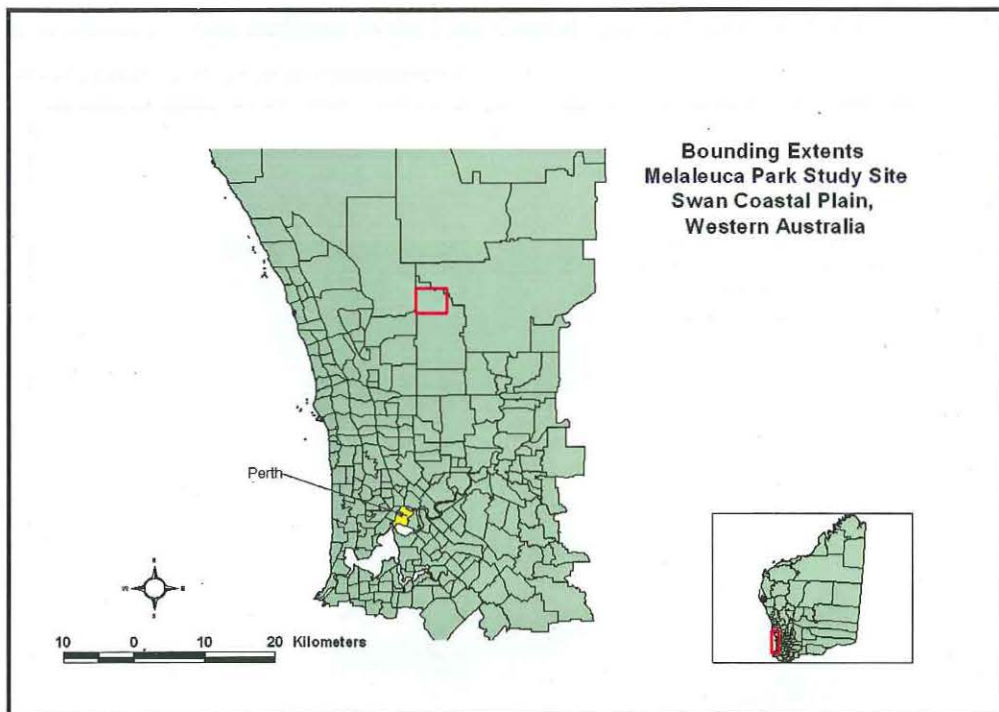 Bounding Extents
Melaleuca Park Study Site
Swan Coastal Plain,
Western Australia
Perth
N
W E
S
10 0 10 20 Kilometers